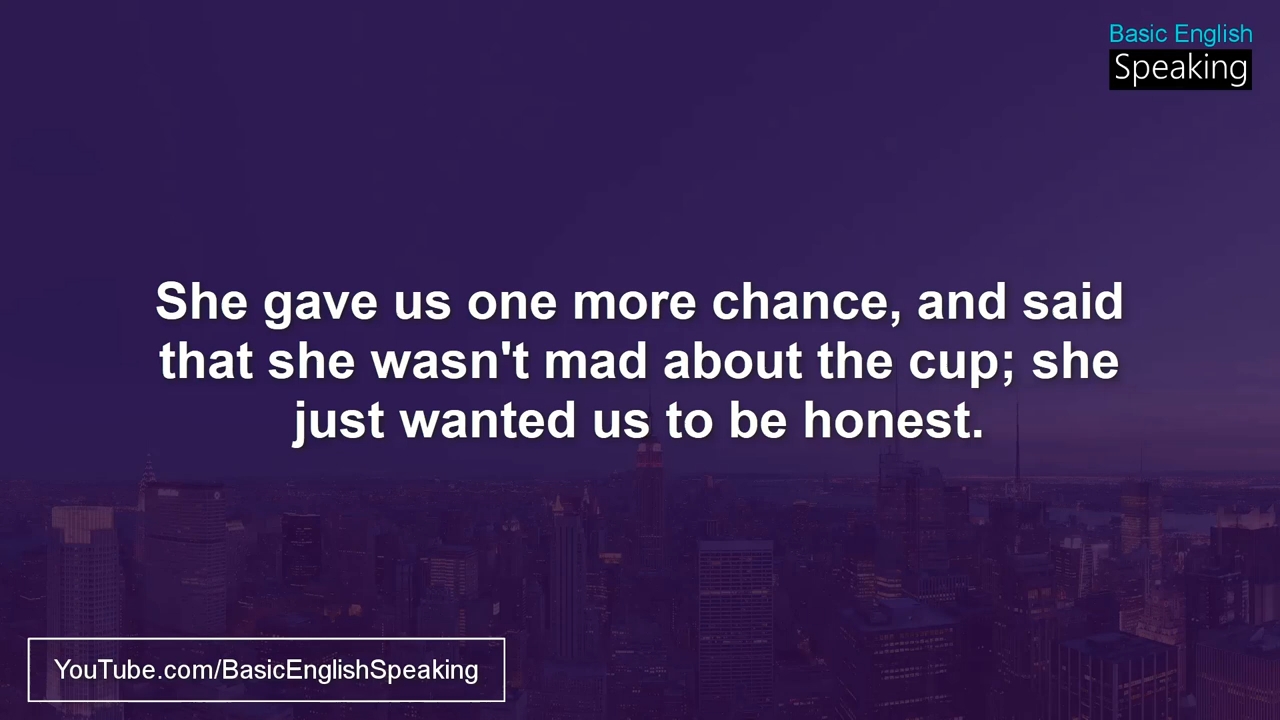 Basic English
Speaking
She gave us one more chance, and said
that she wasn't mad about the cup; she
just wanted us to be honest.
YouTube.com/BasicEnglishSpeaking